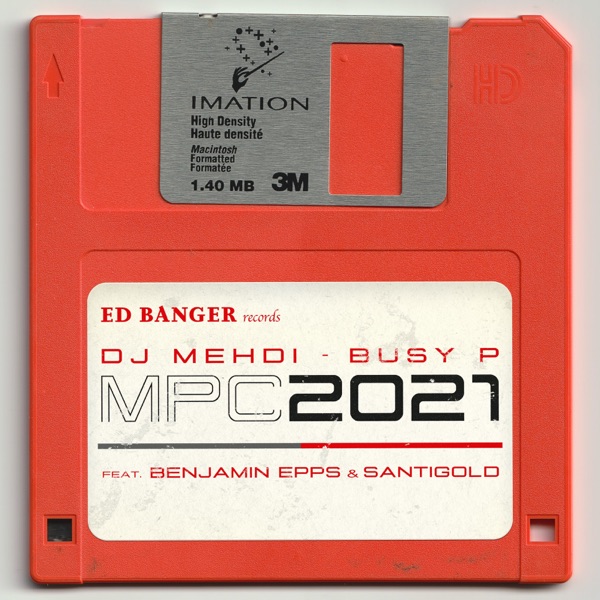 IMATION
High Density
Haute densité
Macintosh
Formatted
Formatée
1.40 MB 3M
HD
ED BANGER records
DJ MEHDI - BUSY P
MPC2021
FEAT. BENJAMIN EPPS & SANTIGOLD